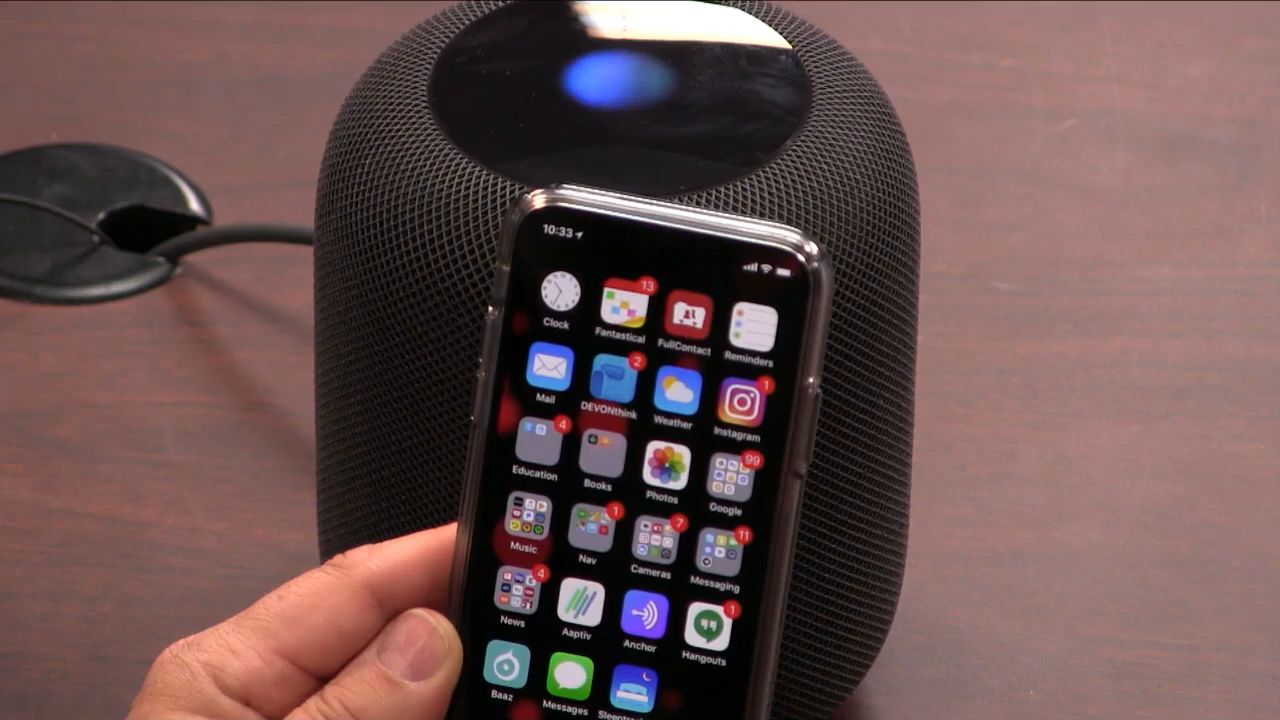 10:33
13
Clock
Fantastical
FullContact
Reminders
2
1
Mail
DEVONthink
Weather
Instagram
4
99
Education
Books
Photos
Google
1
7
11
Music
Nav
Cameras
Messaging
4
1
News
Aaptiv
Anchor
Hangouts
Baaz
Messages